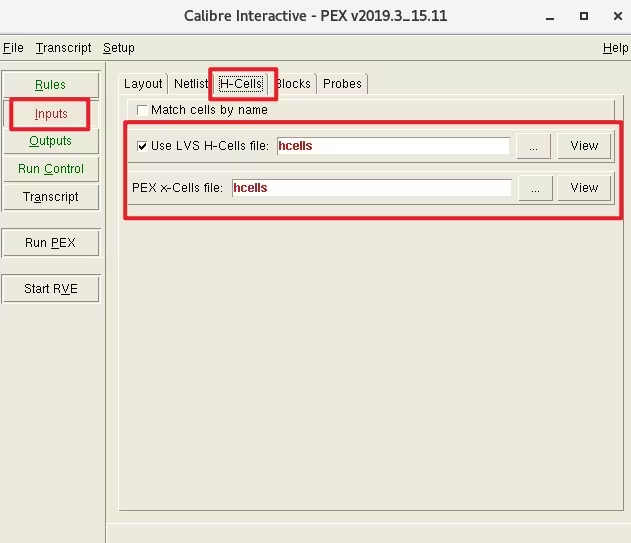 Calibre Interactive - PEX v2019.3_15.11
File Transcript Setup Help
Rules
Inputs
Outputs
Run Control
Transcript
Run PEX
Start RVE
Layout Netlist H-Cells Blocks Probes
Match cells by name
Use LVS H-Cells file: hcells ... View
PEX x-Cells file: hcells ... View